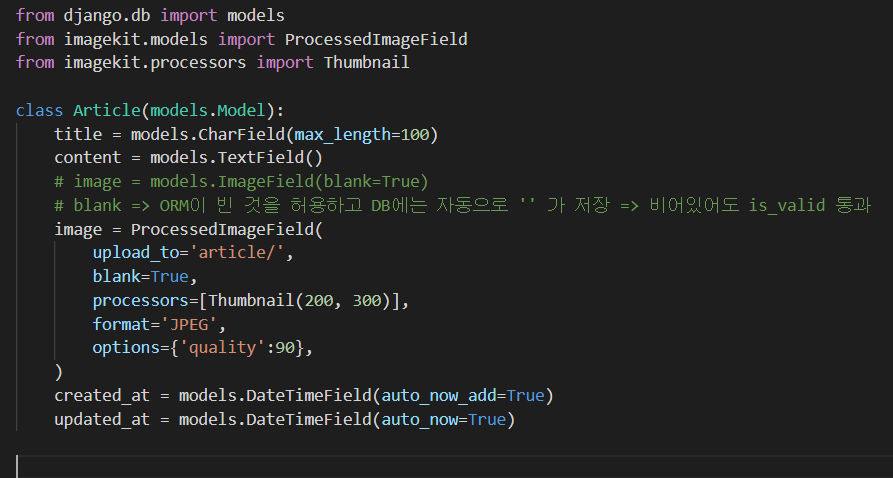 from django.db import models
from imagekit.models import ProcessedImageField
from imagekit.processors import Thumbnail
class Article(models.Model):
title = models.CharField(max_length=100)
content = models.TextField()
# image = models.ImageField(blank=True)
# blank => ORM이 빈 것을 허용하고 DB에는 자동으로 '' 가 저장 => 비어있어도 is_valid 통과
image = ProcessedImageField(
upload_to='article/',
blank=True,
processors=[Thumbnail(200, 300)],
format='JPEG',
options={'quality':90},
)
created_at = models.DateTimeField(auto_now_add=True)
updated_at = models.DateTimeField(auto_now=True)